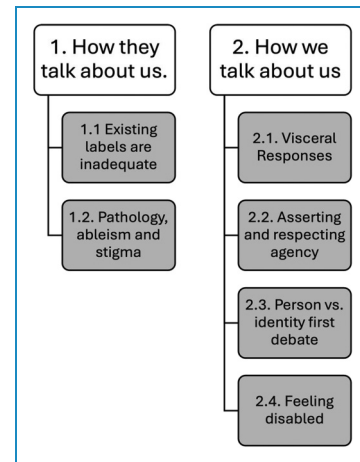 1. How they
talk about us.
1.1 Existing
labels are
inadequate
1.2. Pathology,
ableism and
stigma
2. How we
talk about us
2.1. Visceral
Responses
2.2. Asserting
and respecting
agency
2.3. Person vs.
identity first
debate
2.4. Feeling
disabled